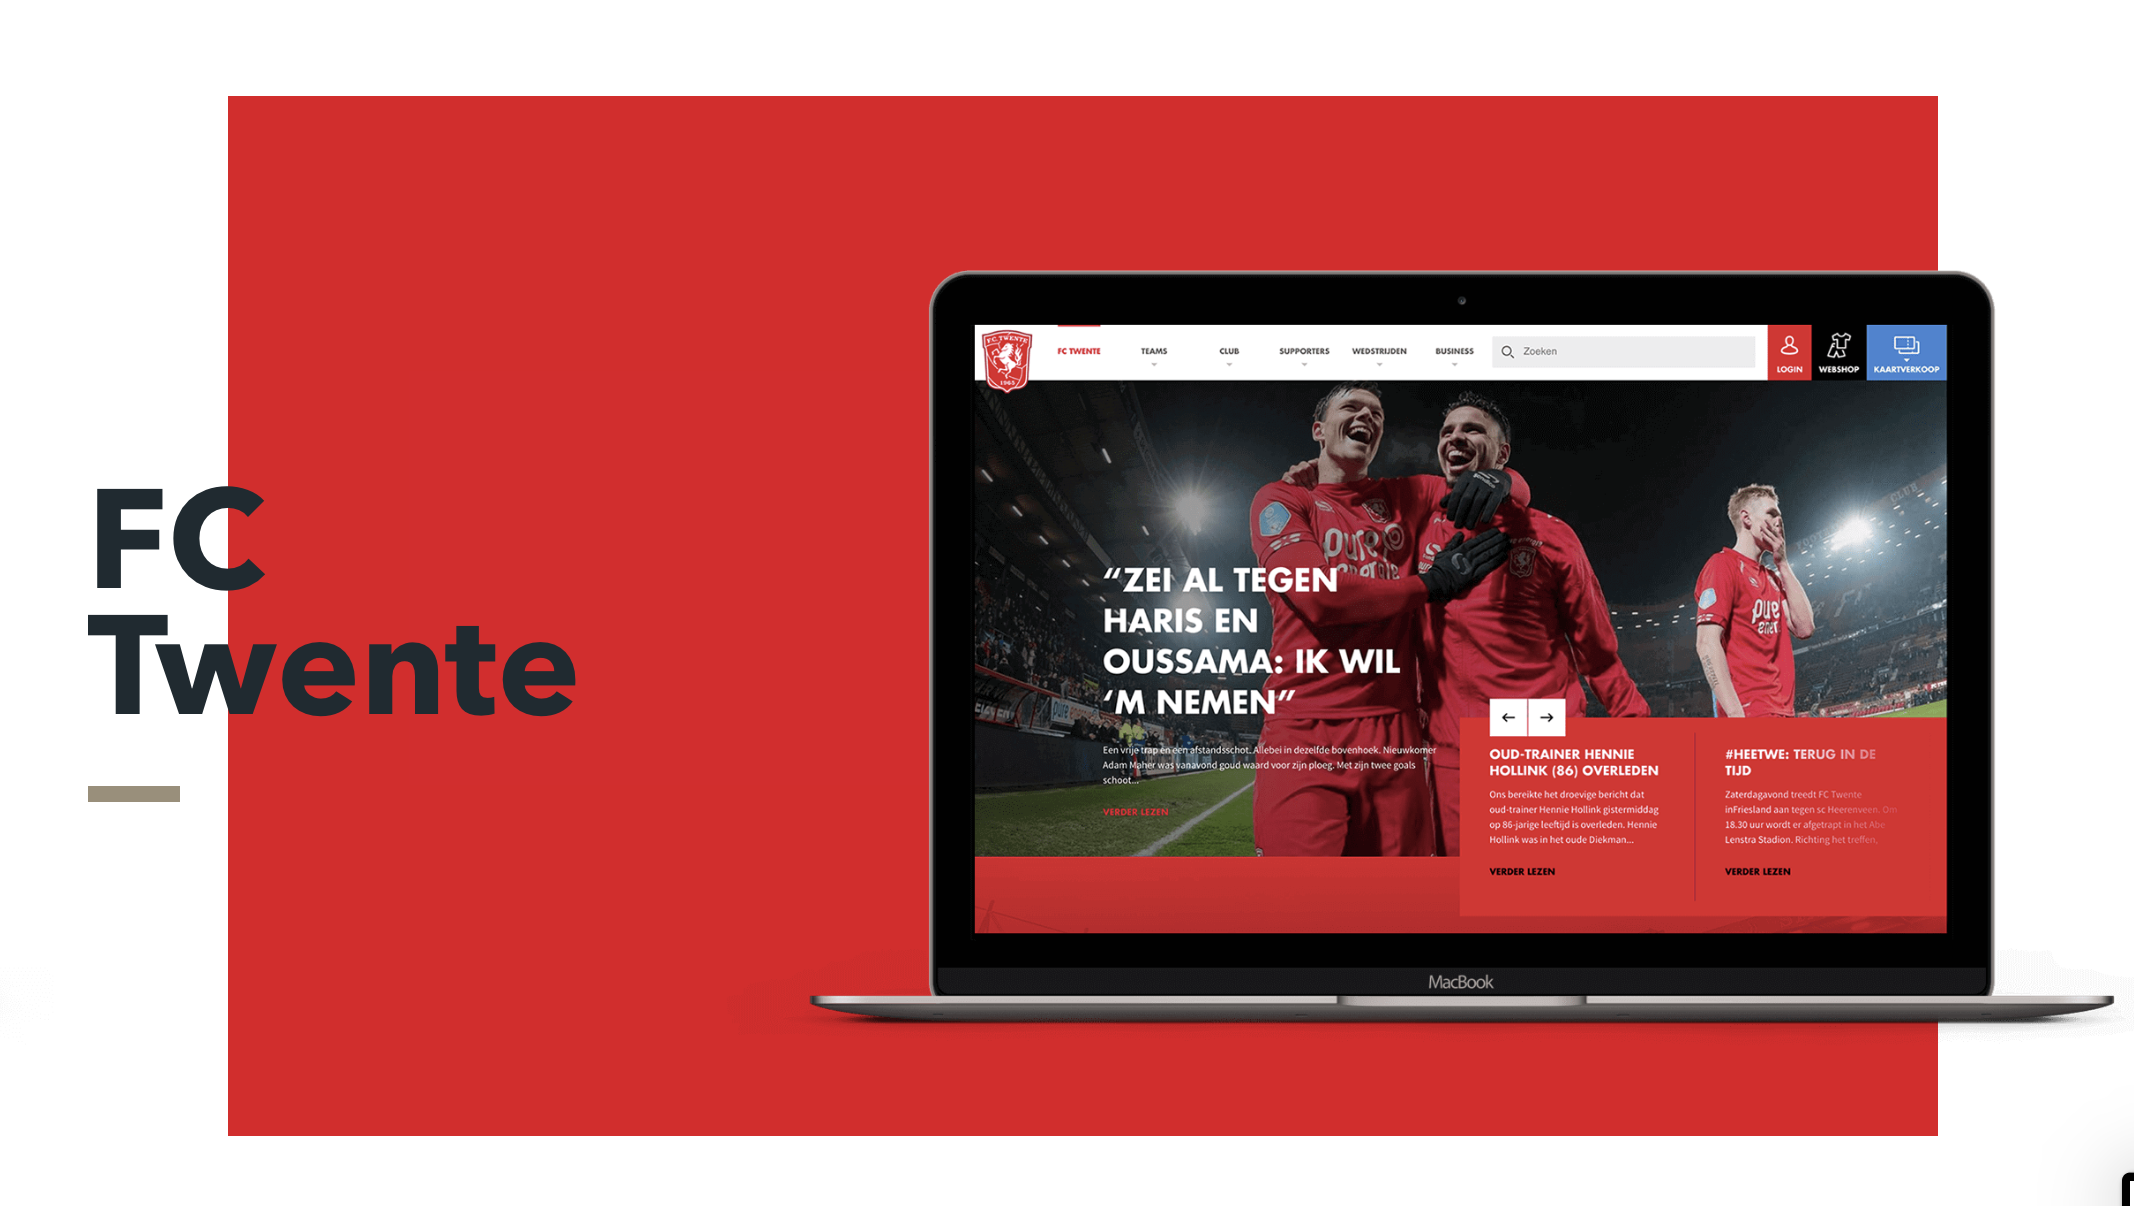 FC
Twente
FC TWENTE
1965
FC TWENTE
TEAMS
CLUB
SUPPORTERS
WEDSTRIJDEN
BUSINESS
Zoeken
LOGIN
WEBSHOP
KAARTVERKOOP
“ZEI AL TEGEN
HARIS EN
OUSSAMA: IK WIL
‘M NEMEN”
Een vrije trap en een afstandsschot. Allebei in dezelfde bovenhoek. Nieuwkomer
Adam Maher was vanavond goud waard voor zijn ploeg. Met zijn twee goals
schoot...
VERDER LEZEN
OUD-TRAINER HENNIE
HOLLINK (86) OVERLEDEN
Ons bereikte het droevige bericht dat
oud-trainer Hennie Hollink gistermiddag
op 86-jarige leeftijd is overleden. Hennie
Hollink was in het oude Diekman...
VERDER LEZEN
#HEETWE: TERUG IN DE
TIJD
Zaterdagavond treedt FC Twente
inFriesland aan tegen sc Heerenveen. Om
18.30 uur wordt er afgetrapt in het Abe
Lenstra Stadion. Richting het treffen,
VERDER LEZEN
pure
energie
pure
ener
MacBook